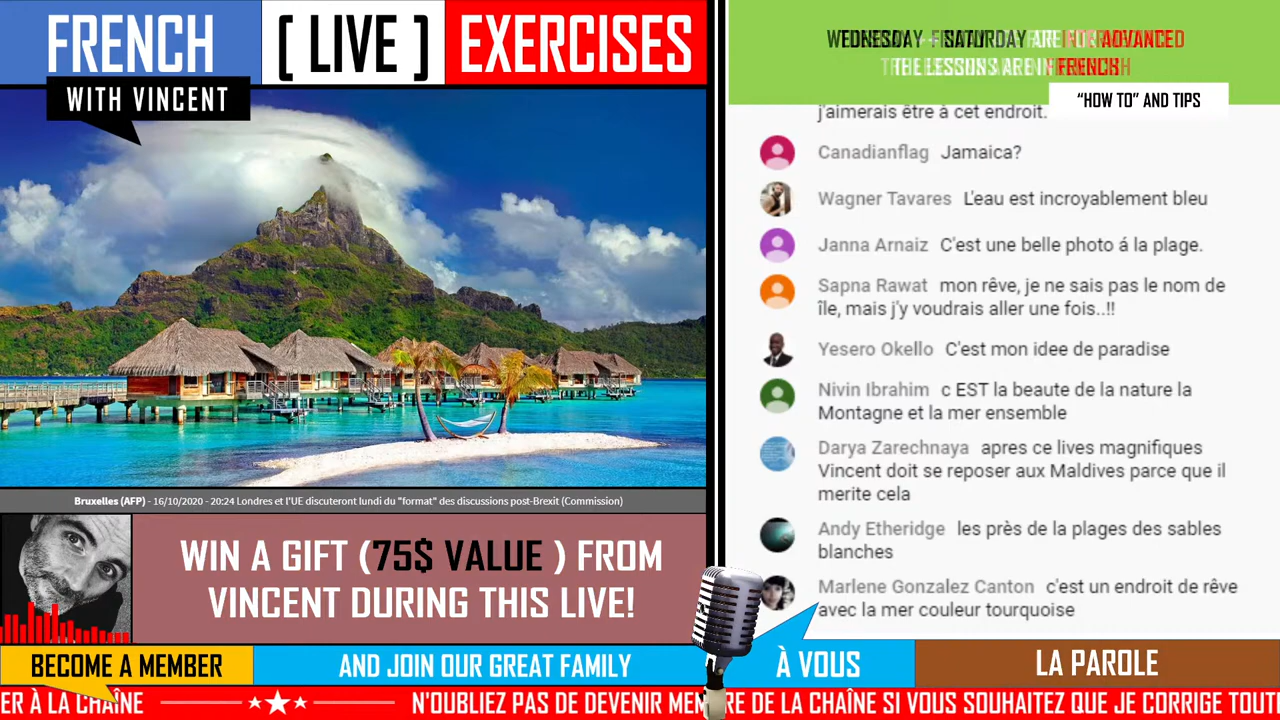 FRENCH
[ LIVE ]
EXERCISES
WITH VINCENT
"HOW TO" AND TIPS
j'aimerais être à cet endroit.
Canadianflag Jamaica?
Wagner Tavares L'eau est incroyablement bleu
Janna Arnaiz C'est une belle photo á la plage.
Sapna Rawat mon rêve, je ne sais pas le nom de
île, mais j'y voudrais aller une fois..!!
Yesero Okello C'est mon idee de paradise
Nivin Ibrahim c EST la beaute de la nature la
Montagne et la mer ensemble
Darya Zarechnaya apres ce lives magnifiques
Vincent doit se reposer aux Maldives parce que il
merite cela
Andy Etheridge les près de la plages des sables
blanches
Marlene Gonzalez Canton c'est un endroit de rêve
avec la mer couleur tourquoise
Bruxelles (AFP) - 16/10/2020 - 20:24 Londres et l'UE discuteront lundi du "format" des discussions post-Brexit (Commission)
WIN A GIFT (75$ VALUE ) FROM
VINCENT DURING THIS LIVE!
BECOME A MEMBER
AND JOIN OUR GREAT FAMILY
À VOUS
LA PAROLE
ER À LA CHAÎNE
N'OUBLIEZ PAS DE DEVENIR MEMBRE DE LA CHAÎNE SI VOUS SOUHAITEZ QUE JE CORRIGE TOUT